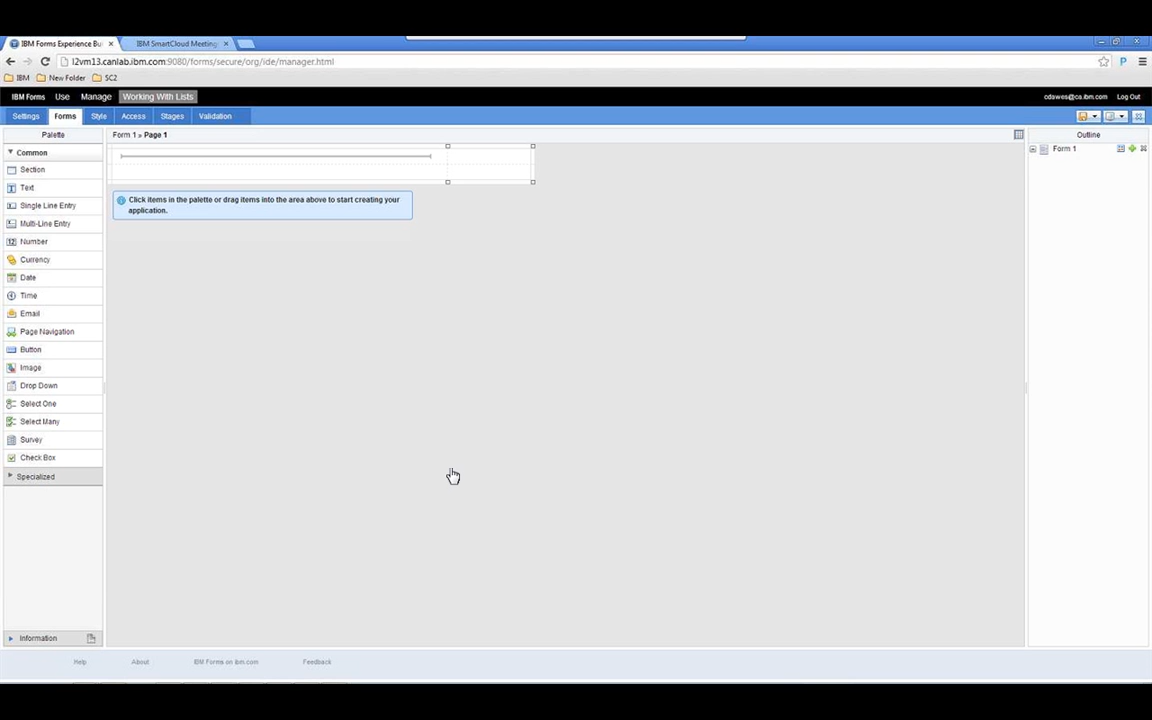 IBM Forms Experience Bu
IBM SmartCloud Meeting
l2vm13.canlab.ibm.com:9080/forms/secure/org/ide/manager.html
IBM New Folder SC2
IBM Forms Use Manage Working With Lists cdawes@ca.ibm.com Log Out
Settings Forms Style Access Stages Validation
Palette Form 1 » Page 1 Outline
Common
Form 1
Section
Text
Single Line Entry
Click items in the palette or drag items into the area above to start creating your
application.
Multi-Line Entry
Number
Currency
Date
Time
Email
Page Navigation
Button
Image
Drop Down
Select One
Select Many
Survey
Check Box
Specialized
Information
Help About IBM Forms on ibm.com Feedback